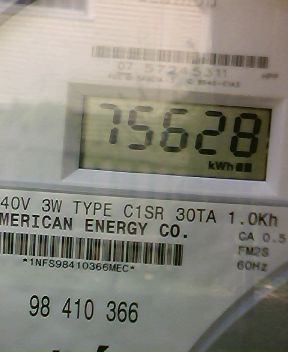 75628
kWh
40V 3W TYPE C1SR 30TA 1.0Kh
MERICAN ENERGY CO.
CA 0.5
*1NFS98410366MEC*
FM2S
60Hz
98 410 366